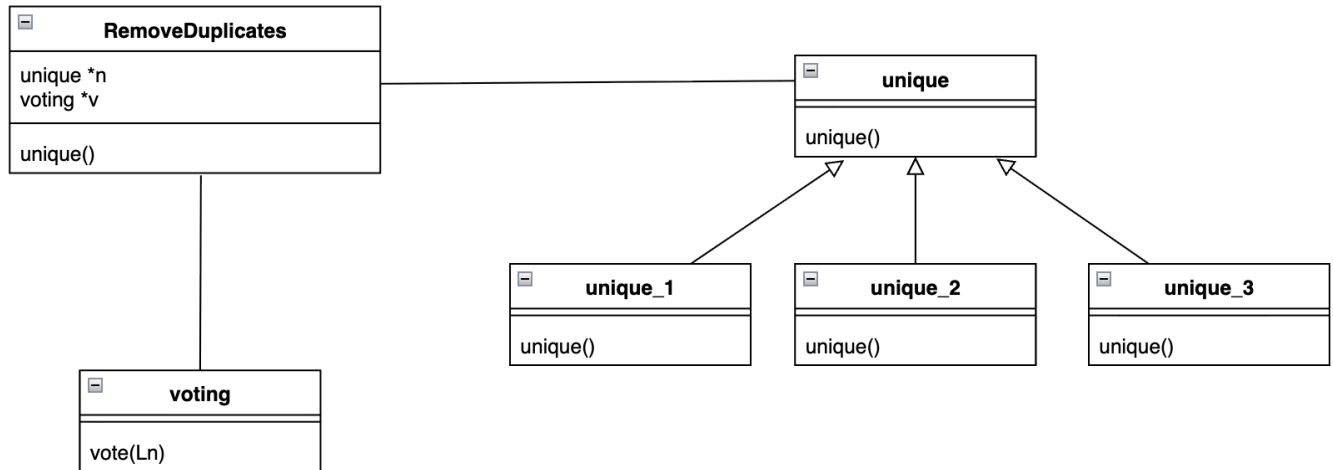 RemoveDuplicates
unique *n
voting *v
unique()
unique
unique()
unique_1
unique()
unique_2
unique()
unique_3
unique()
voting
vote(Ln)